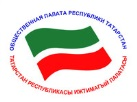 ОБЩЕСТВЕННАЯ ПАЛАТА РЕСПУБЛИКИ ТАТАРСТАН
ТАТАРСТАН РЕСПУБЛИКАСЫ ИҖТИМАГЫЙ ПАЛАТАСЫ